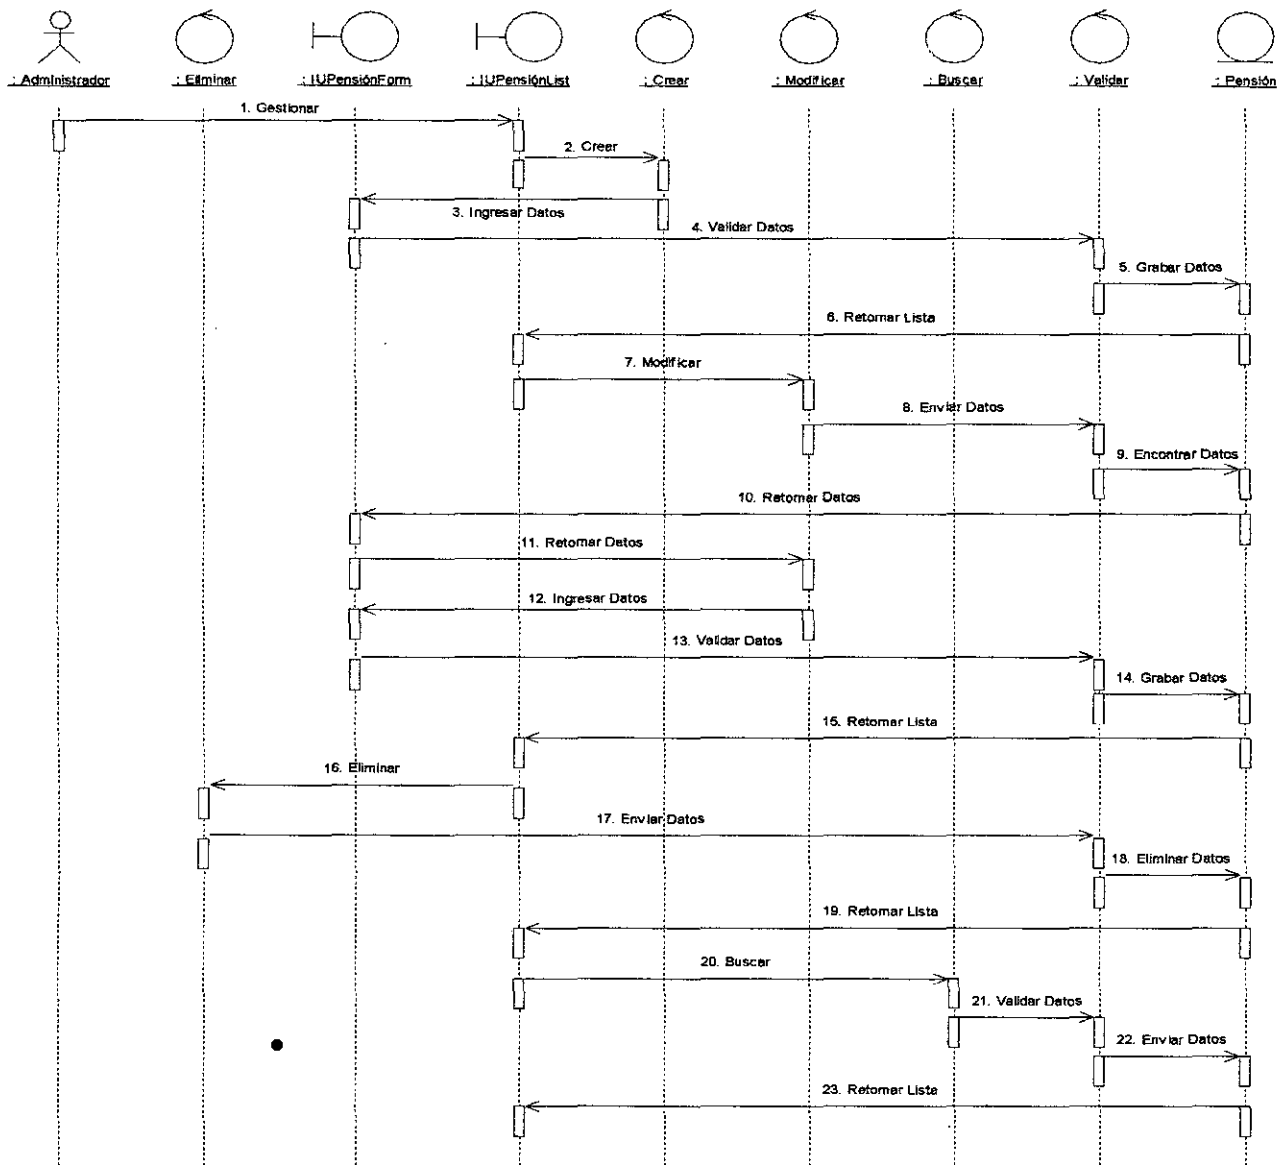 : Administrador
: Eliminar
: IUPensiónForm
: IUPensiónList
: Crear
: Modificar
: Buscar
: Validar
: Pensión
1. Gestionar
2. Crear
3. Ingresar Datos
4. Validar Datos
5. Grabar Datos
6. Retornar Lista
7. Modificar
8. Enviar Datos
9. Encontrar Datos
10. Retornar Datos
11. Retornar Datos
12. Ingresar Datos
13. Validar Datos
14. Grabar Datos
15. Retornar Lista
16. Eliminar
17. Enviar Datos
18. Eliminar Datos
19. Retornar Lista
20. Buscar
21. Validar Datos
22. Enviar Datos
23. Retornar Lista